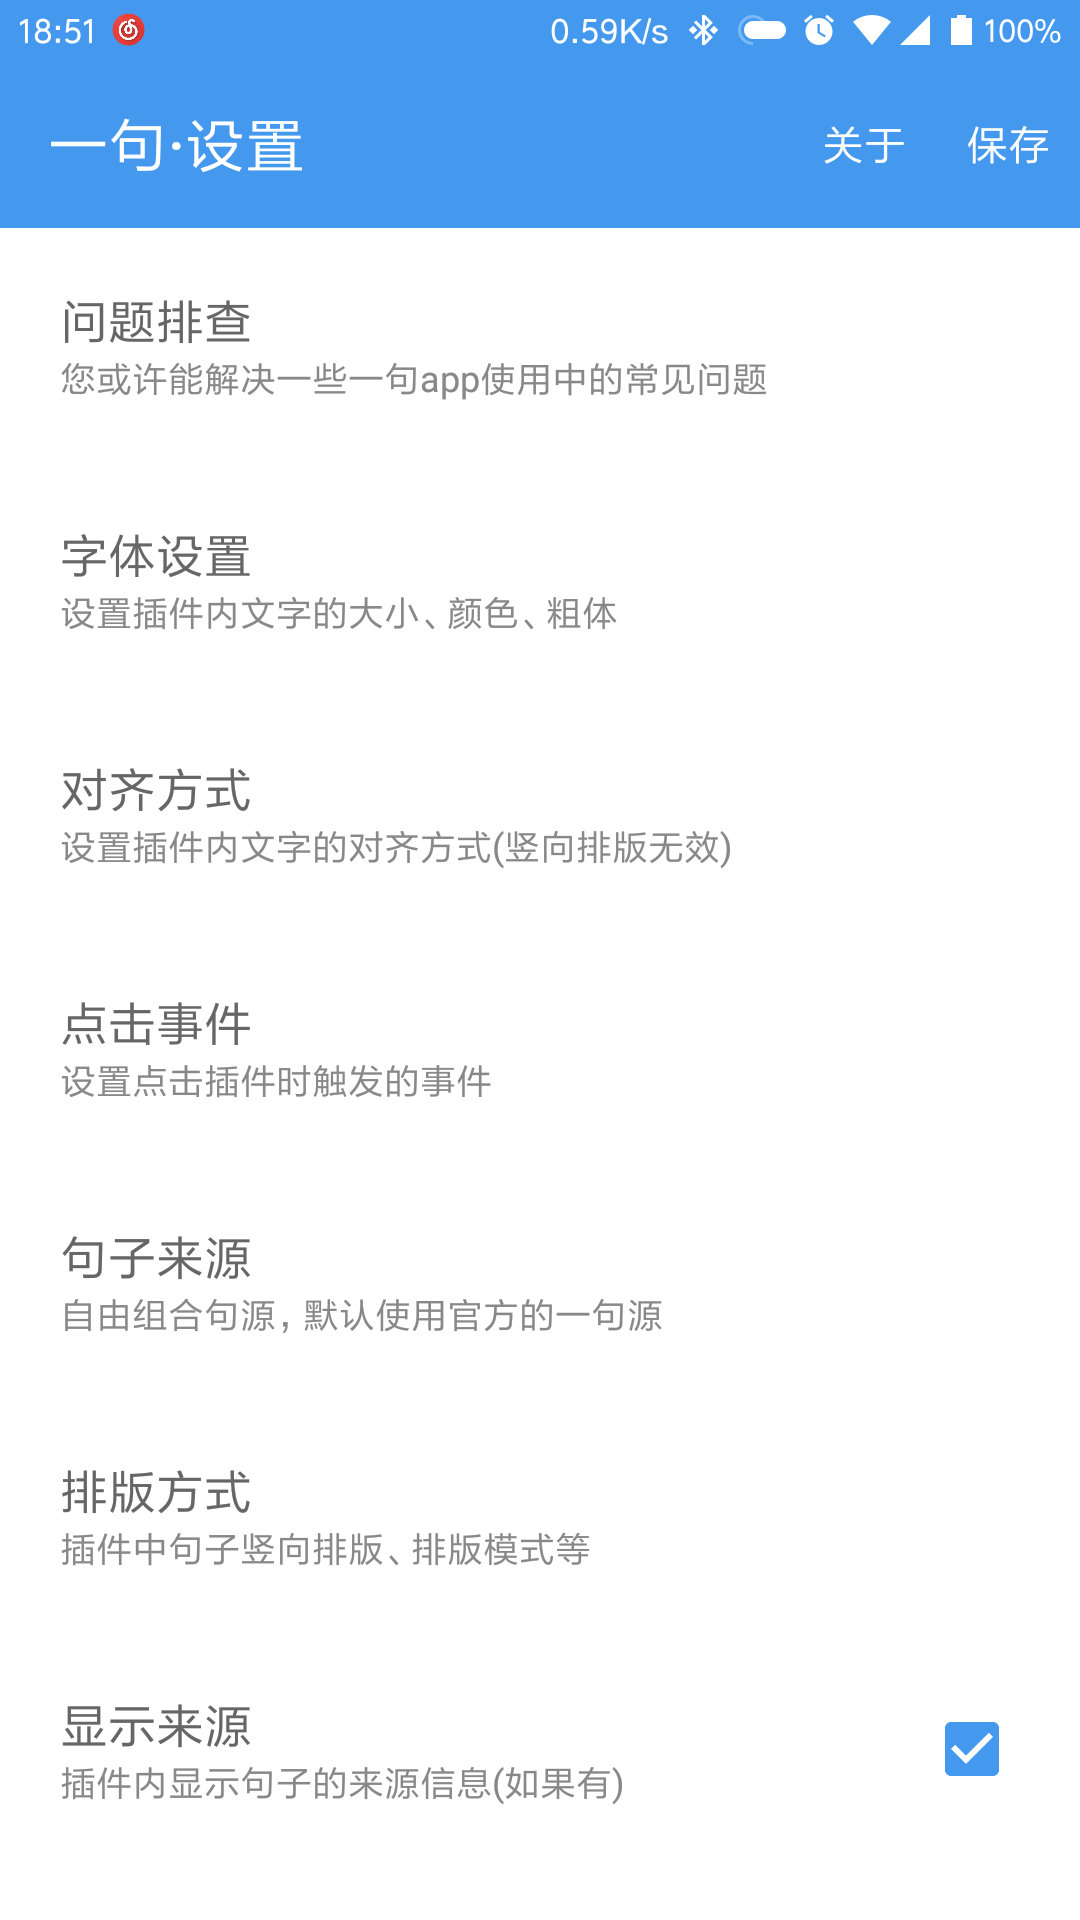 18:51 0.59K/s 100%
一句·设置 关于 保存
问题排查
您或许能解决一些一句app使用中的常见问题
字体设置
设置插件内文字的大小、颜色、粗体
对齐方式
设置插件内文字的对齐方式(竖向排版无效)
点击事件
设置点击插件时触发的事件
句子来源
自由组合句源，默认使用官方的一句源
排版方式
插件中句子竖向排版、排版模式等
显示来源
插件内显示句子的来源信息(如果有)